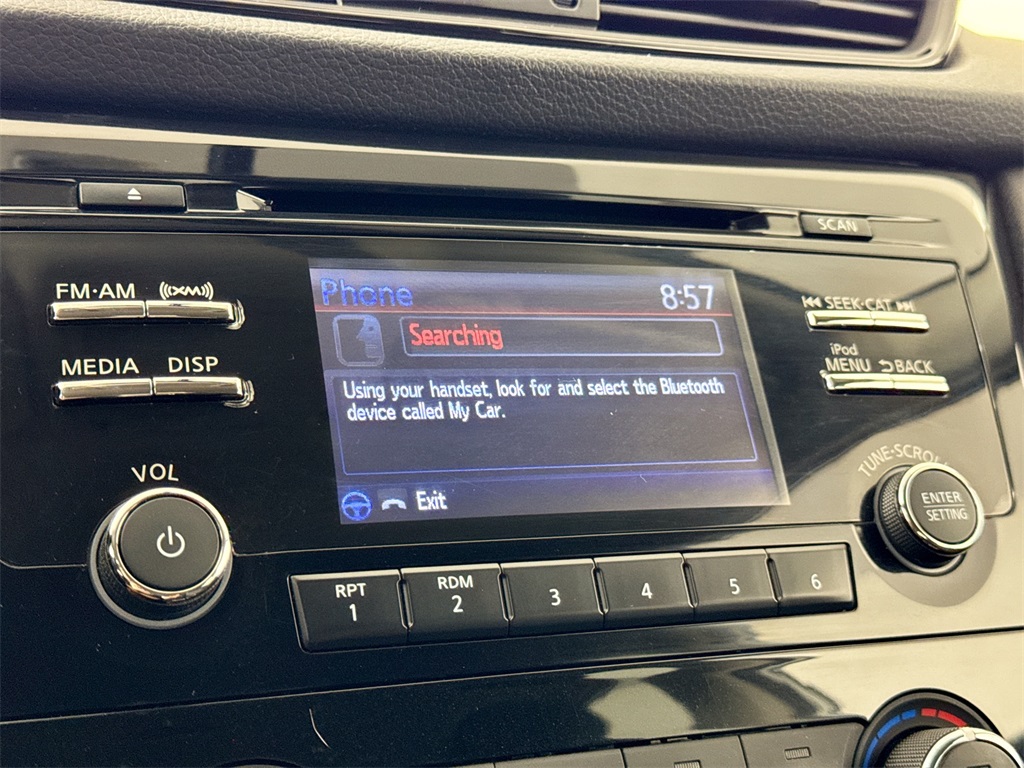 SCAN
FM·AM
((XM))
SEEK·CAT
MEDIA
DISP
iPod
MENU
BACK
Phone
8:57
Searching
Using your handset, look for and select the Bluetooth
device called My Car.
Exit
VOL
TUNE·SCROLL
ENTER
SETTING
RPT
1
RDM
2
3
4
5
6